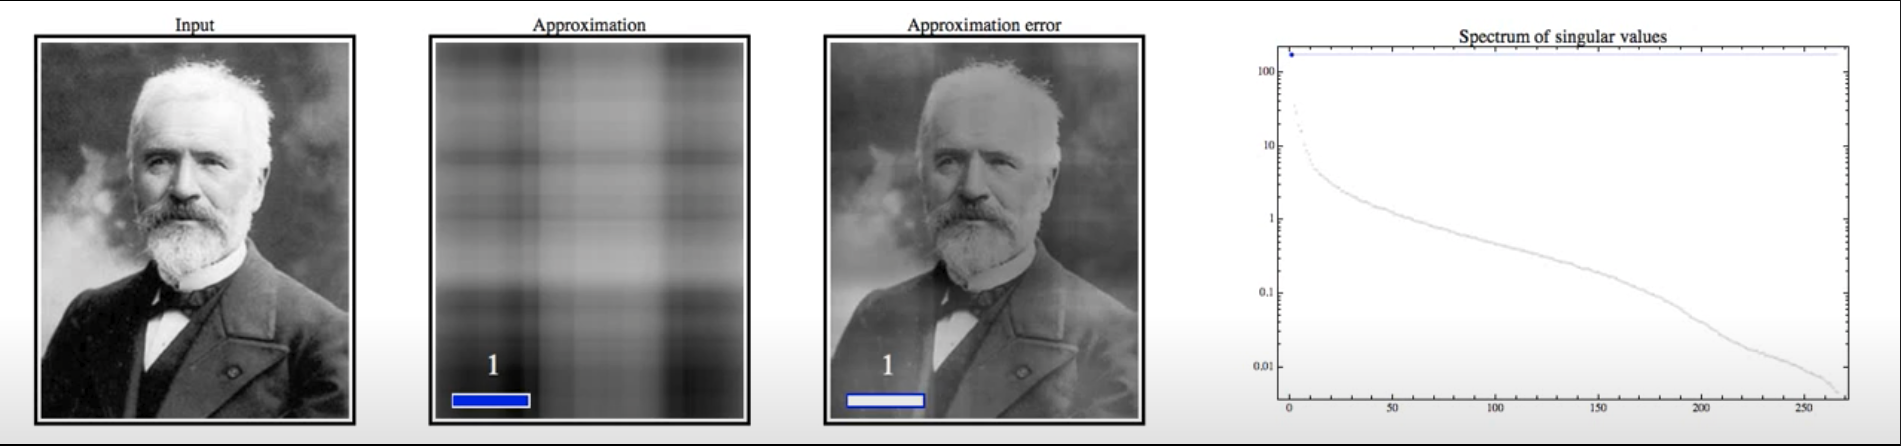 Input
Approximation
1
Approximation error
1
Spectrum of singular values
100
10
1
0.1
0.01
0 50 100 150 200 250